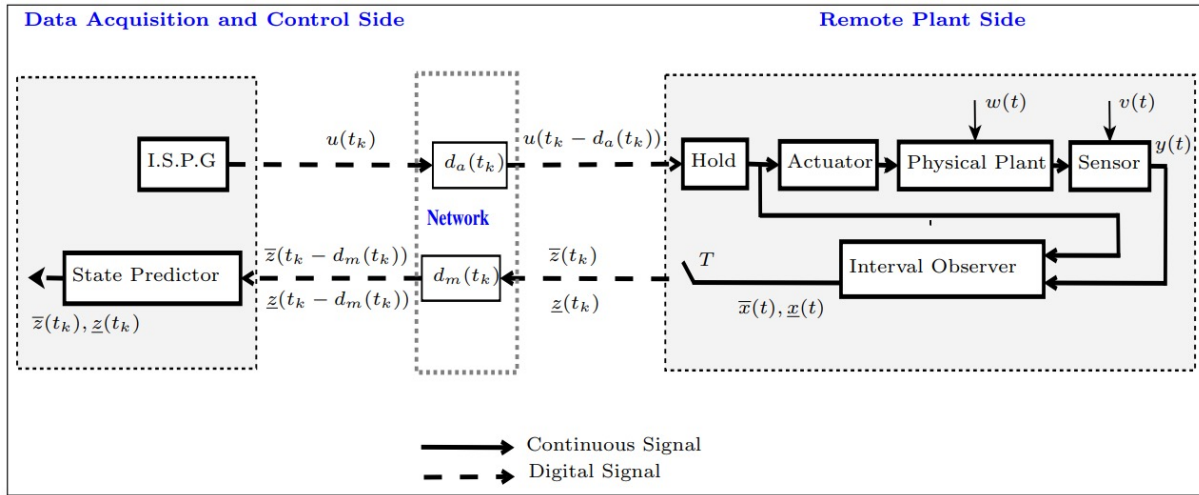 Data Acquisition and Control Side
Remote Plant Side
w(t)
v(t)
u(t_k)
u(t_k − d_a(t_k))
y(t)
I.S.P.G
d_a(t_k)
Hold
Actuator
Physical Plant
Sensor
Network
z̅(t_k − d_m(t_k))
z̅(t_k)
T
State Predictor
d_m(t_k)
Interval Observer
z̲(t_k − d_m(t_k))
z̲(t_k)
z̅(t_k), z̲(t_k)
x̅(t), x̲(t)
Continuous Signal
Digital Signal